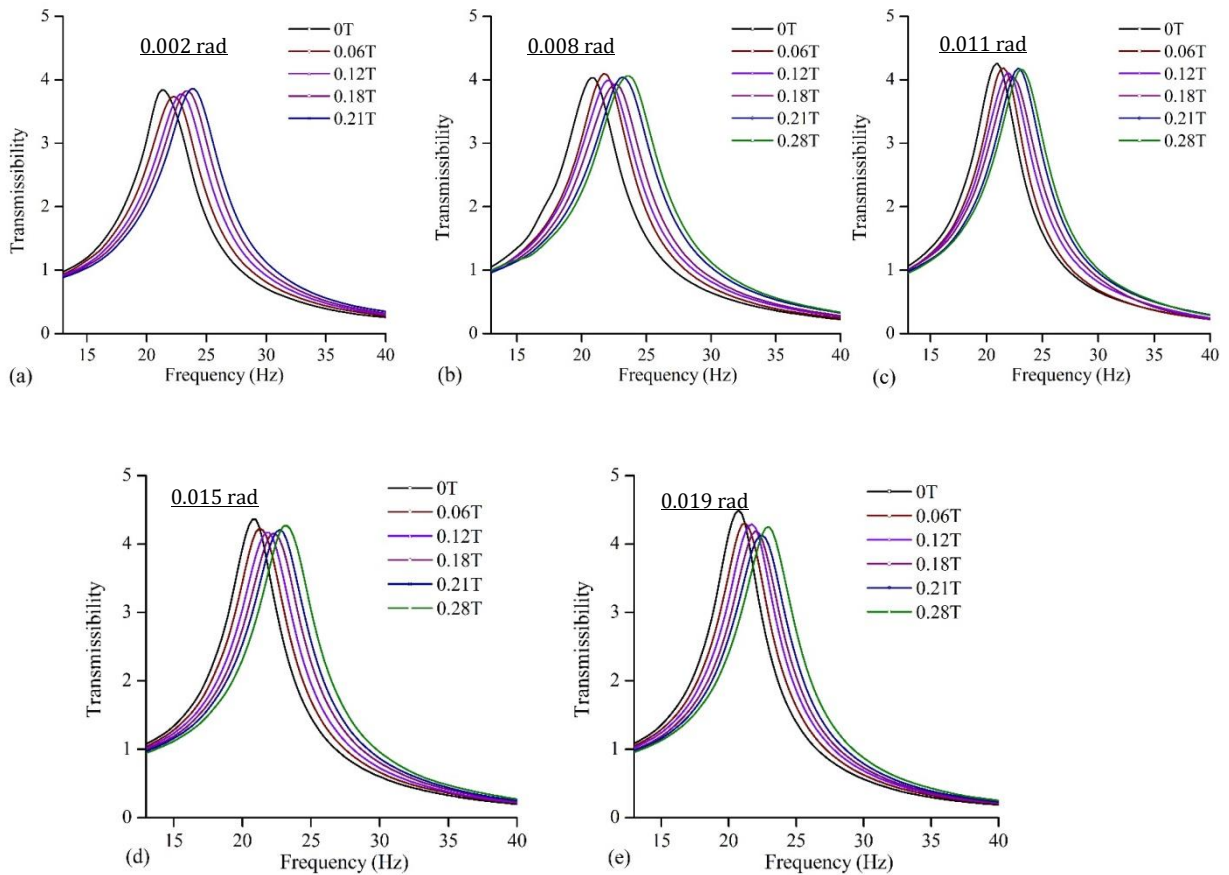 5
4
3
2
1
0
Transmissibility
0.002 rad
0T
0.06T
0.12T
0.18T
0.21T
15 20 25 30 35 40
Frequency (Hz)
(a)
5
4
3
2
1
0
Transmissibility
0.008 rad
0T
0.06T
0.12T
0.18T
0.21T
0.28T
15 20 25 30 35 40
Frequency (Hz)
(b)
5
4
3
2
1
0
Transmissibility
0.011 rad
0T
0.06T
0.12T
0.18T
0.21T
0.28T
15 20 25 30 35 40
Frequency (Hz)
(c)
5
4
3
2
1
0
Transmissibility
0.015 rad
0T
0.06T
0.12T
0.18T
0.21T
0.28T
15 20 25 30 35 40
Frequency (Hz)
(d)
5
4
3
2
1
0
Transmissibility
0.019 rad
0T
0.06T
0.12T
0.18T
0.21T
0.28T
15 20 25 30 35 40
Frequency (Hz)
(e)